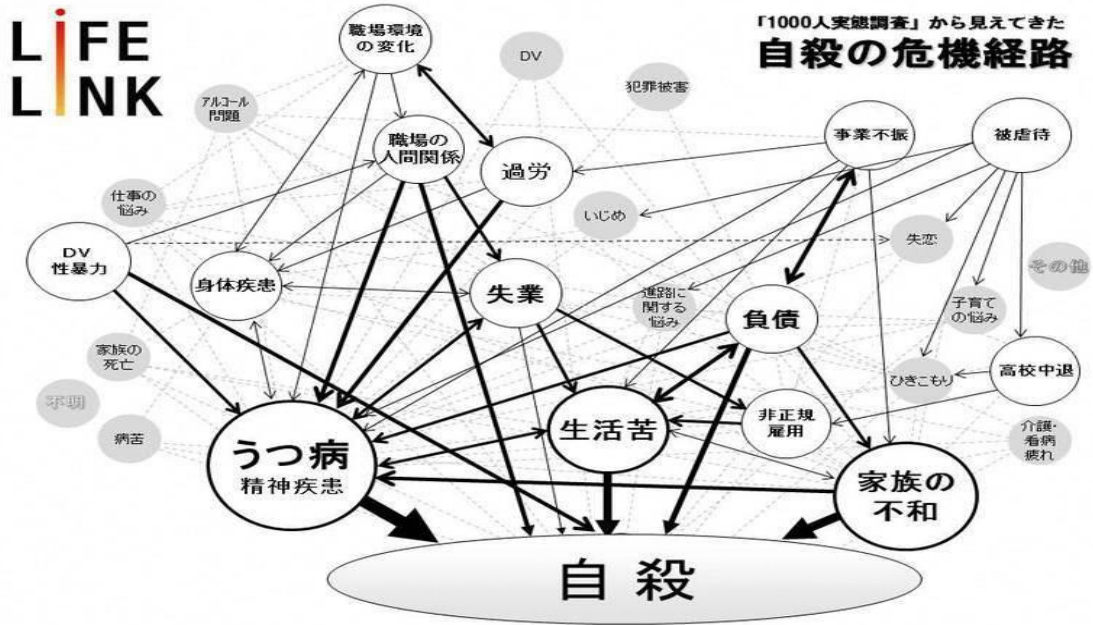 LiFE
LiNK
「1000人実態調査」から見えてきた
自殺の危機経路
職場環境
の変化
DV
犯罪被害
アルコール
問題
職場の
人間関係
過労
事業不振
被虐待
仕事の
悩み
いじめ
失恋
DV
性暴力
その他
身体疾患
失業
進路に
関する
悩み
負債
子育て
の悩み
家族の
死亡
ひきこもり
高校中退
不明
病苦
うつ病
精神疾患
生活苦
非正規
雇用
介護・
看病
疲れ
家族の
不和
自殺